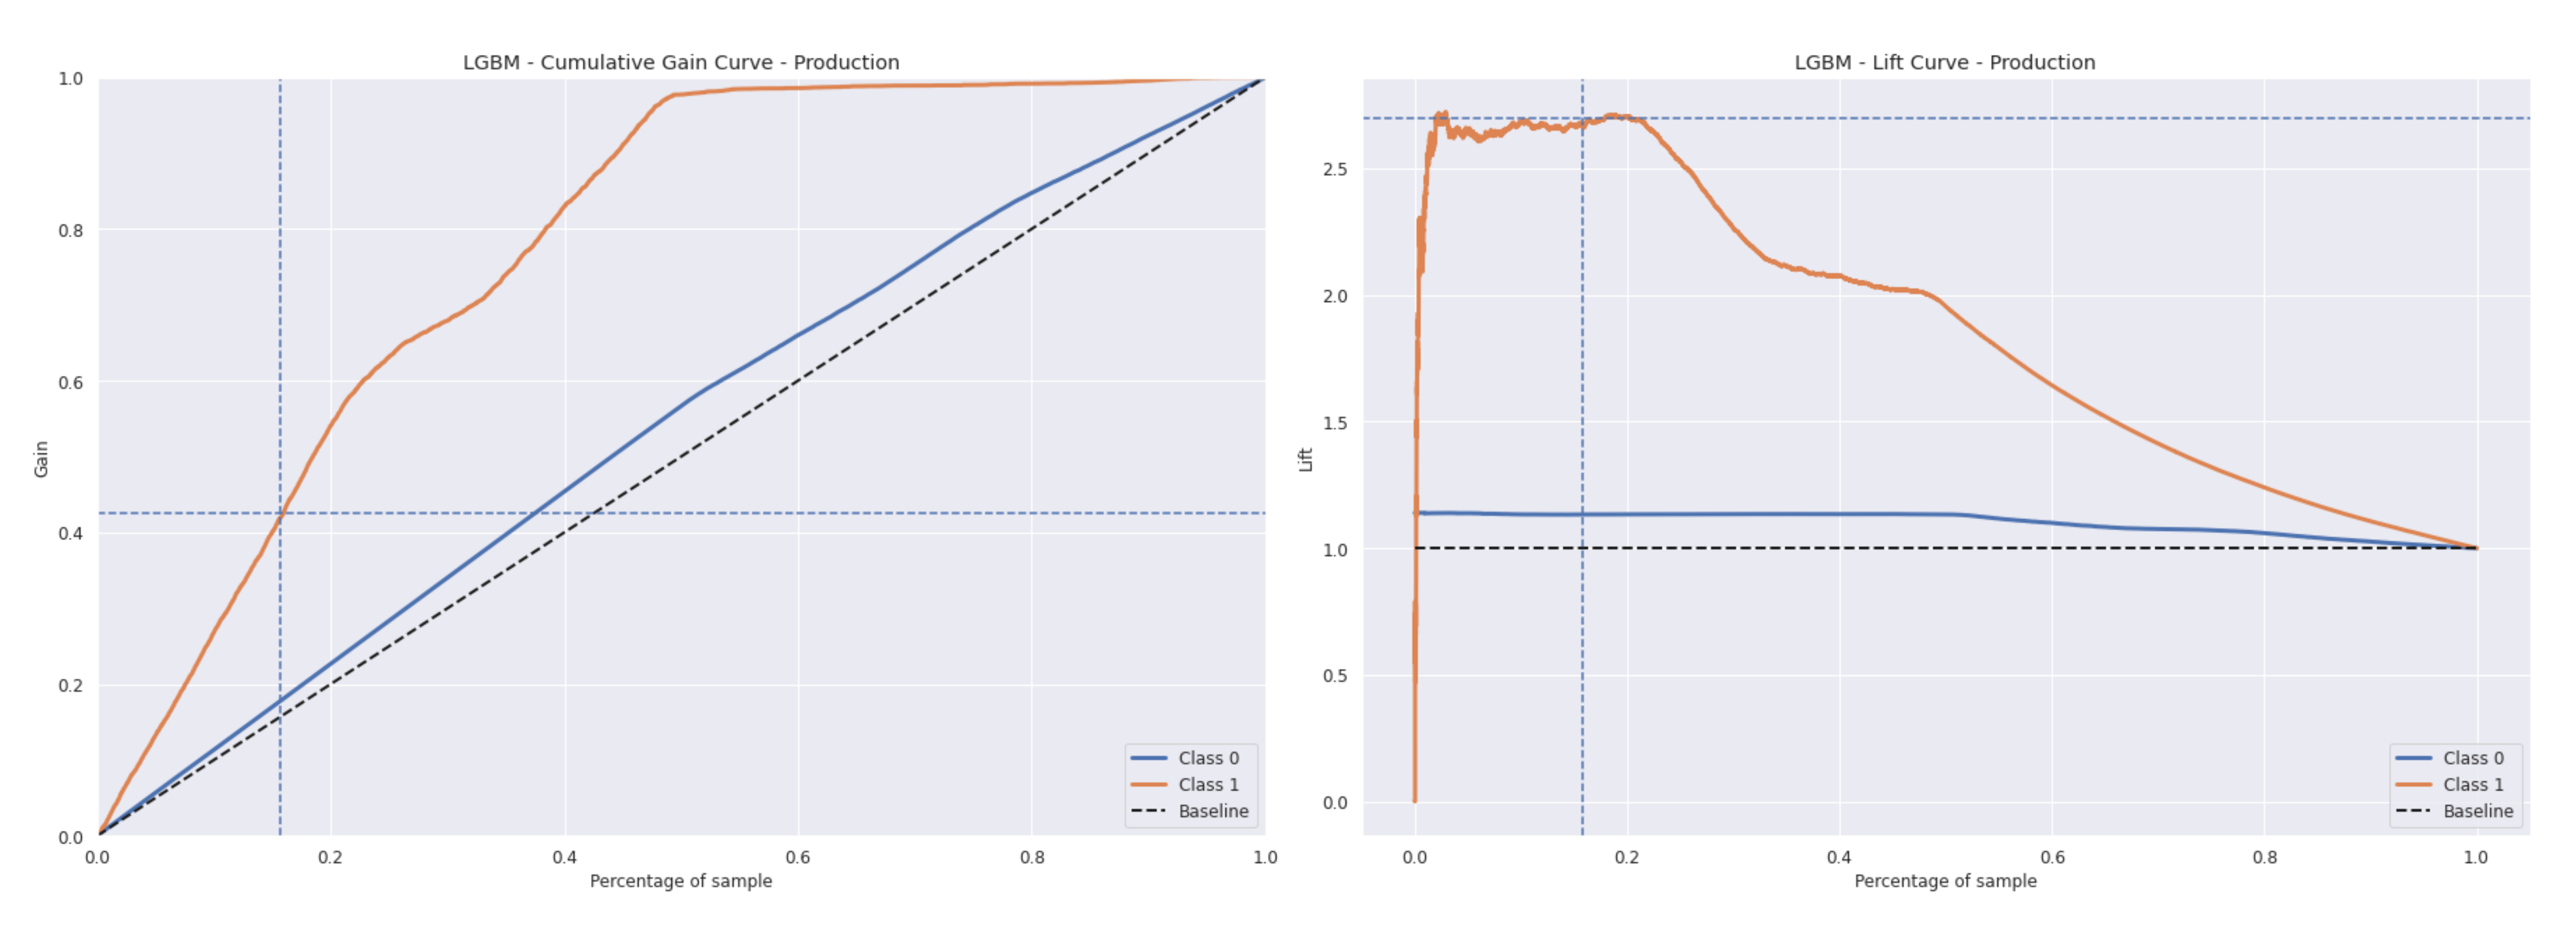 LGBM - Cumulative Gain Curve - Production
1.0
0.8
0.6
0.4
0.2
0.0
Gain
0.0 0.2 0.4 0.6 0.8 1.0
Percentage of sample
Class 0
Class 1
Baseline
LGBM - Lift Curve - Production
2.5
2.0
1.5
1.0
0.5
0.0
Lift
0.0 0.2 0.4 0.6 0.8 1.0
Percentage of sample
Class 0
Class 1
Baseline